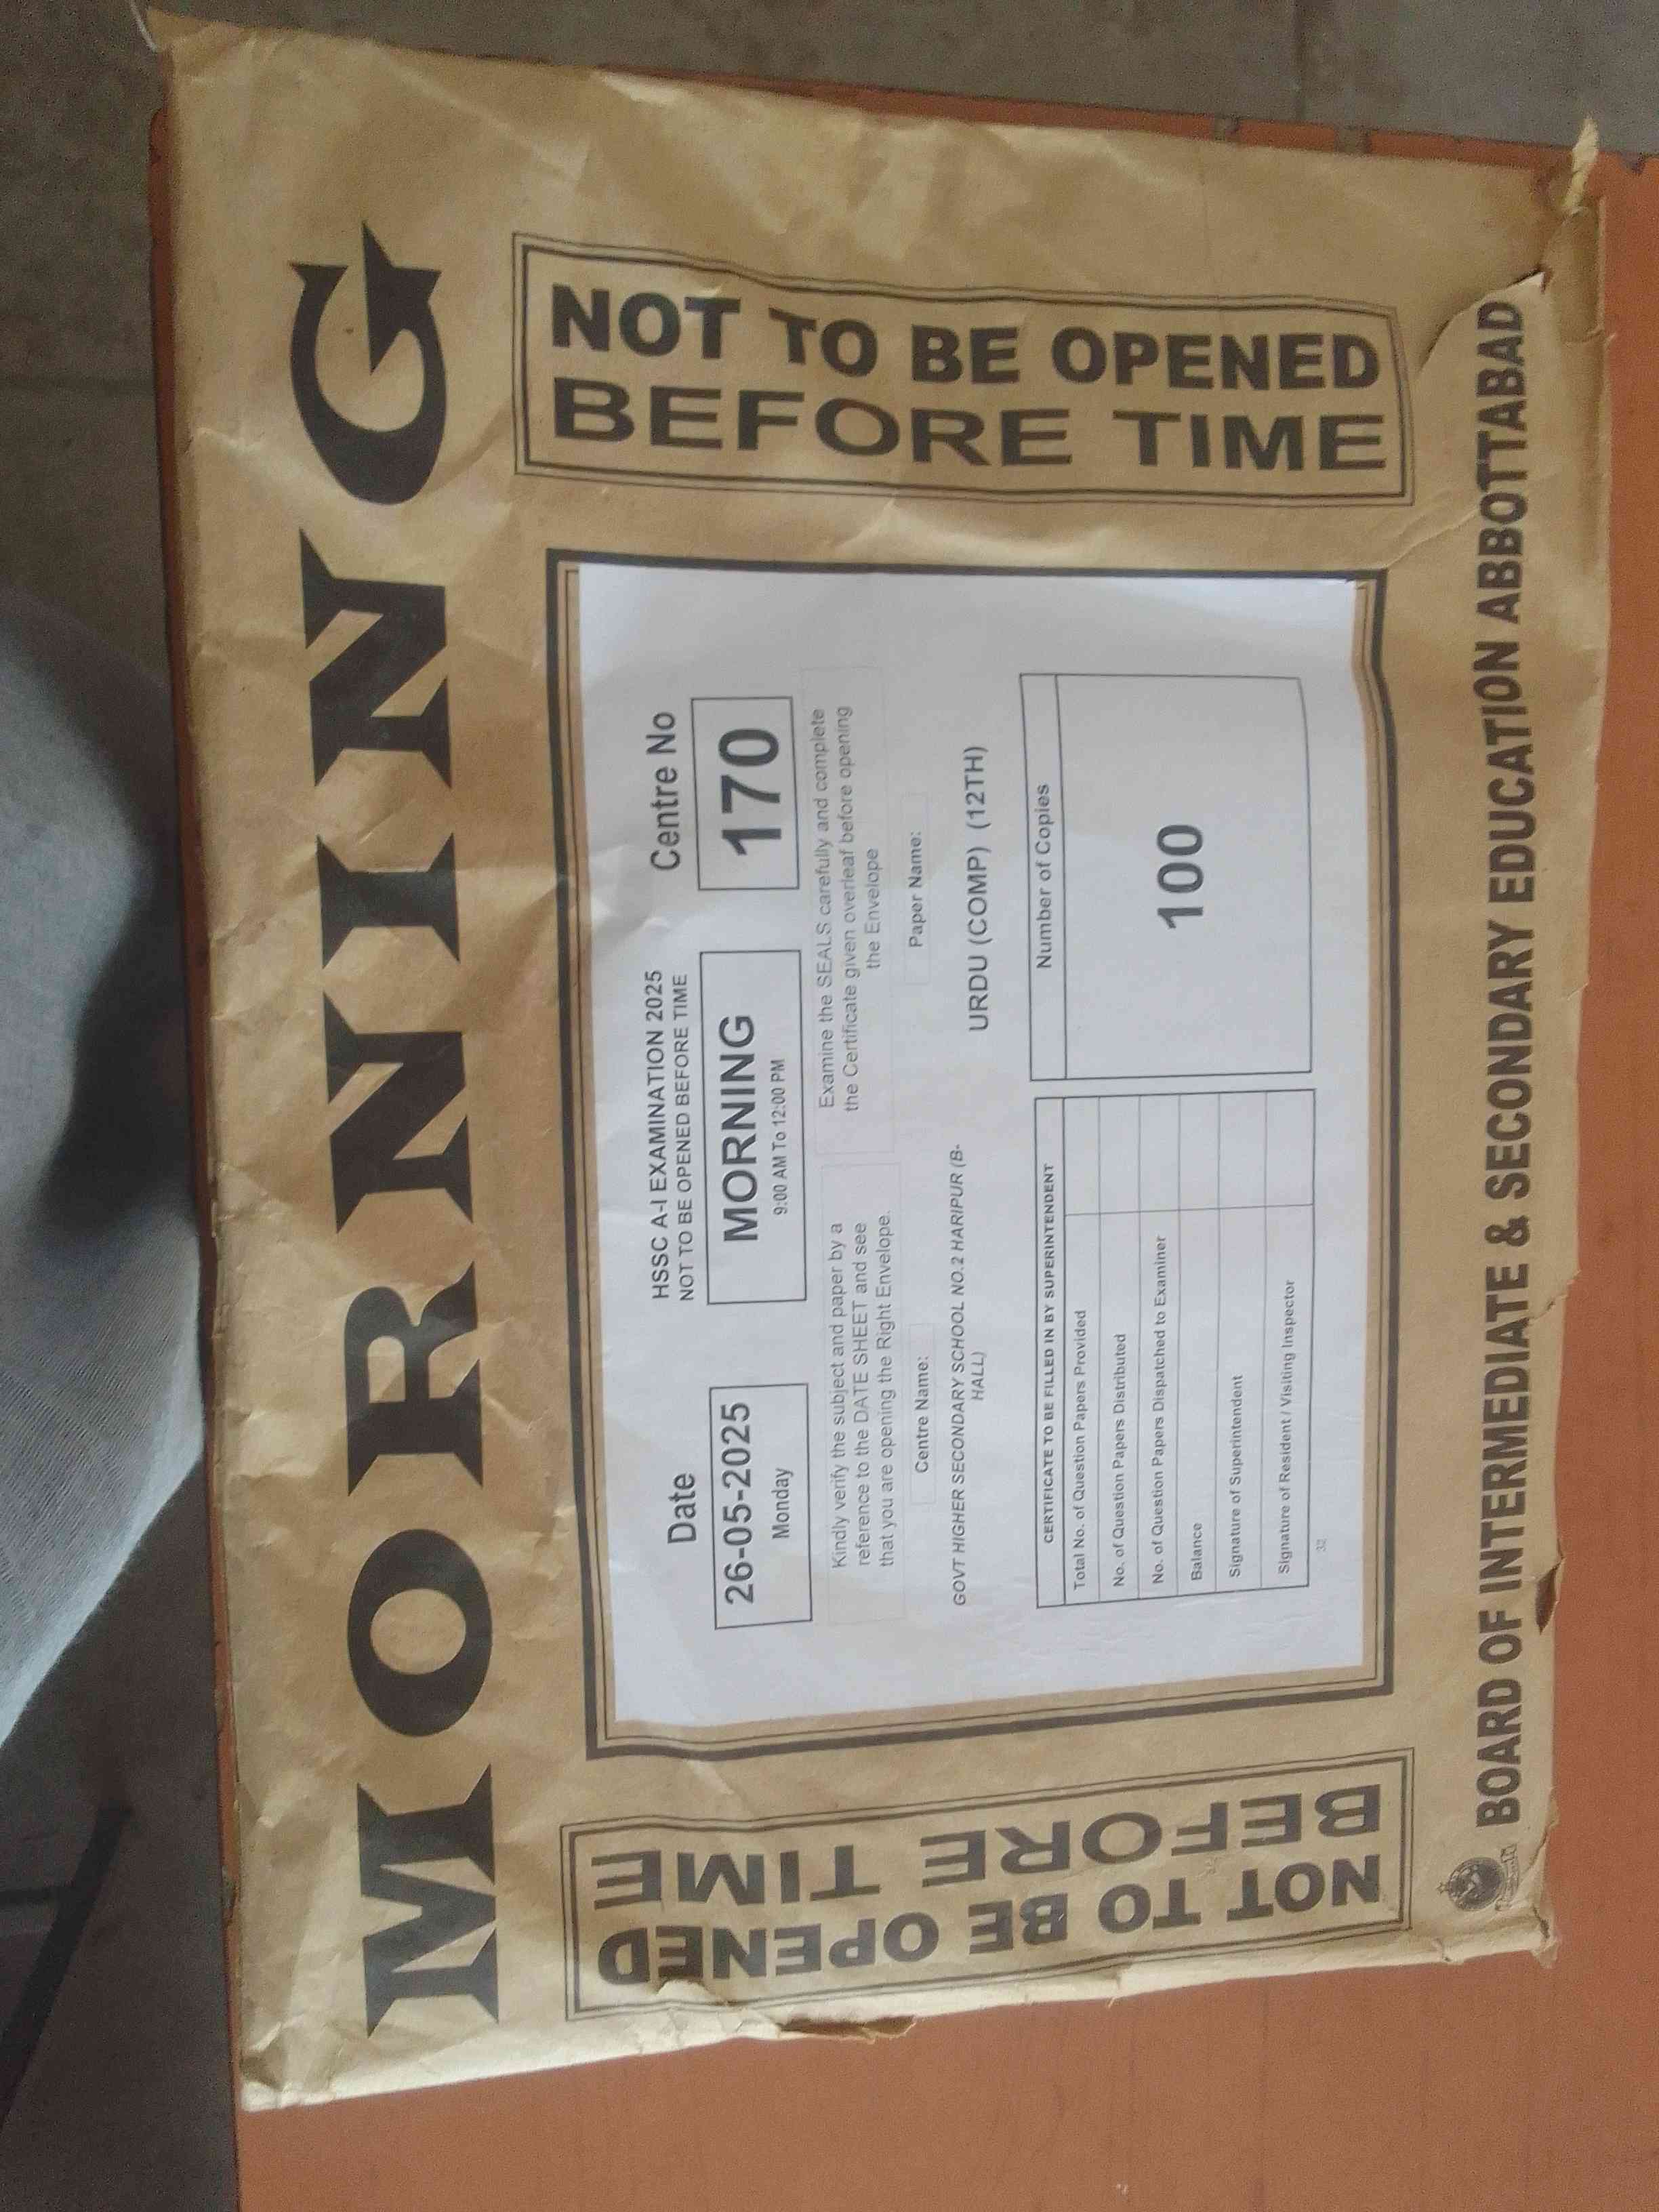 MORNING
NOT TO BE OPENED
BEFORE TIME
HSSC A-I EXAMINATION 2025
NOT TO BE OPENED BEFORE TIME
Date
26-05-2025
Monday
MORNING
9:00 AM To 12:00 PM
Centre No
170
Kindly verify the subject and paper by a
reference to the DATE SHEET and see
that you are opening the Right Envelope.
Examine the SEALS carefully and complete
the Certificate given overleaf before opening
the Envelope
Centre Name:
GOVT HIGHER SECONDARY SCHOOL NO.2 HARIPUR (B-
HALL)
Paper Name:
URDU (COMP) (12TH)
CERTIFICATE TO BE FILLED IN BY SUPERINTENDENT
Total No. of Question Papers Provided
No. of Question Papers Distributed
No. of Question Papers Dispatched to Examiner
Balance
Signature of Superintendent
Signature of Resident / Visiting Inspector
32
Number of Copies
100
NOT TO BE OPENED
BEFORE TIME
BOARD OF INTERMEDIATE & SECONDARY EDUCATION ABBOTTABAD